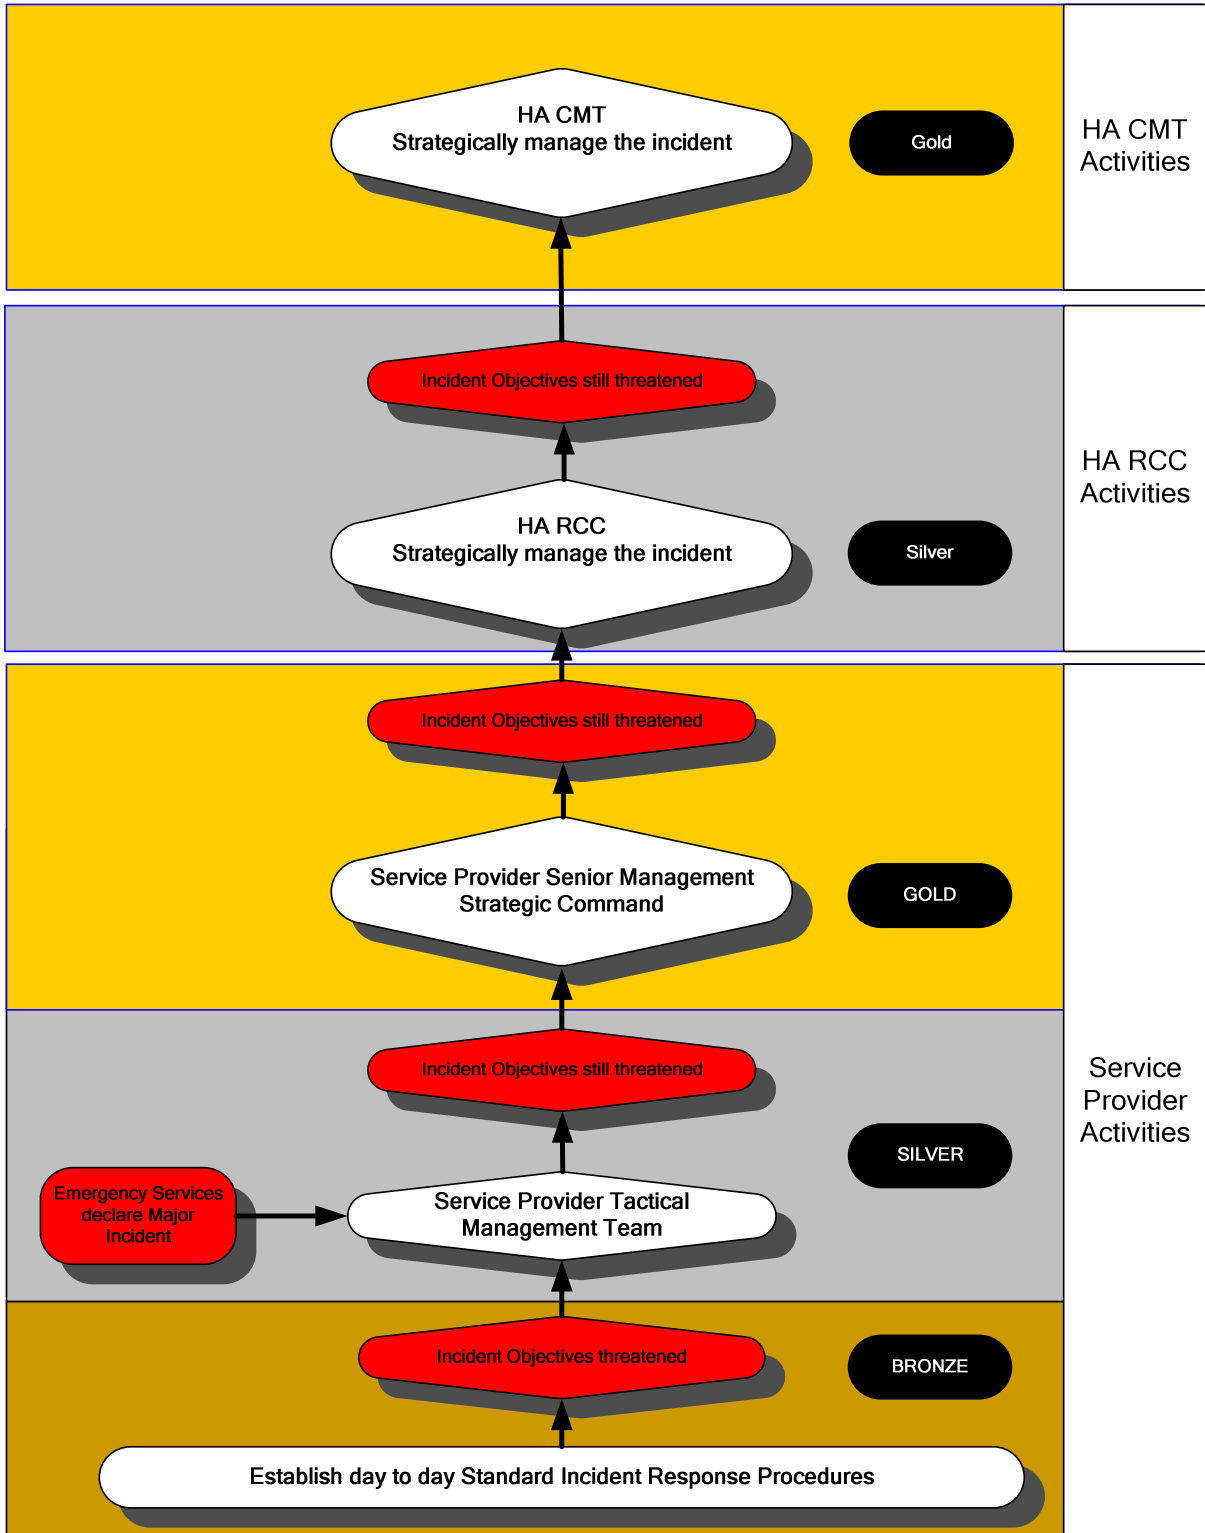 HA CMT
Strategically manage the incident
Gold
HA CMT
Activities
Incident Objectives still threatened
HA RCC
Strategically manage the incident
Silver
HA RCC
Activities
Incident Objectives still threatened
Service Provider Senior Management
Strategic Command
GOLD
Incident Objectives still threatened
Service
Provider
Activities
SILVER
Emergency Services
declare Major
Incident
Service Provider Tactical
Management Team
Incident Objectives threatened
BRONZE
Establish day to day Standard Incident Response Procedures